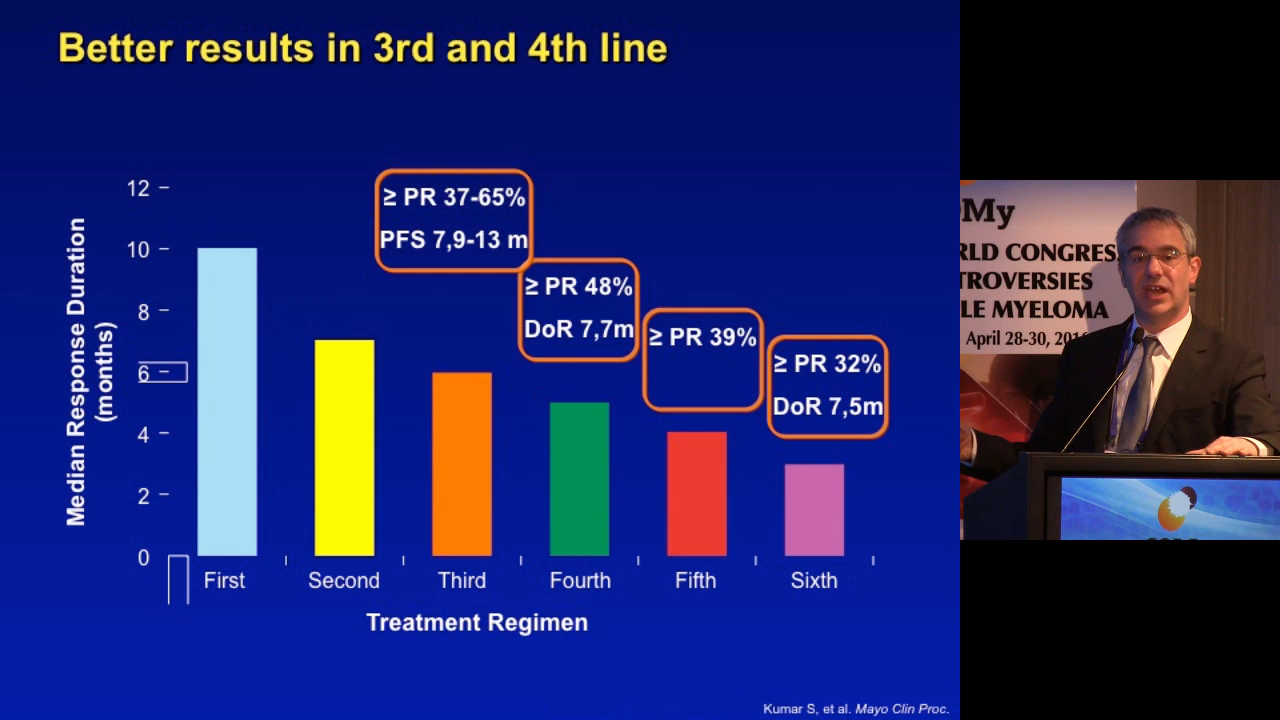 Better results in 3rd and 4th line
≥ PR 37-65%
PFS 7,9-13 m
≥ PR 48%
DoR 7,7m
≥ PR 39%
≥ PR 32%
DoR 7,5m
Median Response Duration
(months)
12
10
8
6
4
2
0
First
Second
Third
Fourth
Fifth
Sixth
Treatment Regimen
Kumar S, et al. Mayo Clin Proc.
My
RLD CONGRES
TROVERSIES
LE MYELOMA
April 28-30, 201